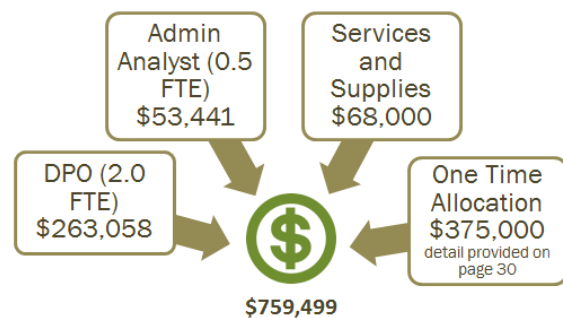 Admin
Analyst (0.5
FTE)
$53,441
Services
and
Supplies
$68,000
DPO (2.0
FTE)
$263,058
One Time
Allocation
$375,000
detail provided on
page 30
$
$759,499